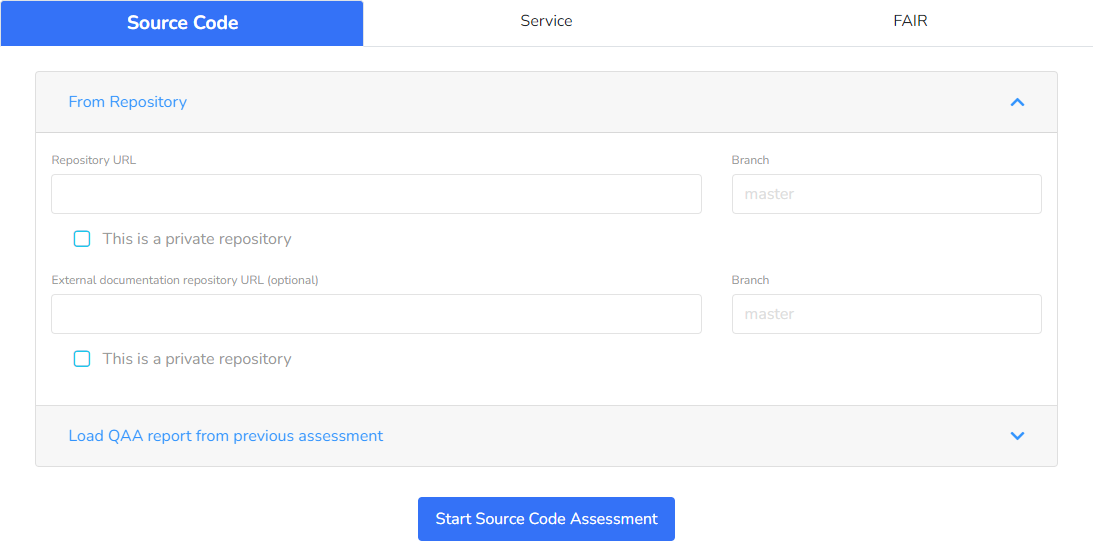 Source Code
Service
FAIR
From Repository
Repository URL
Branch
master
This is a private repository
External documentation repository URL (optional)
Branch
master
This is a private repository
Load QAA report from previous assessment
Start Source Code Assessment